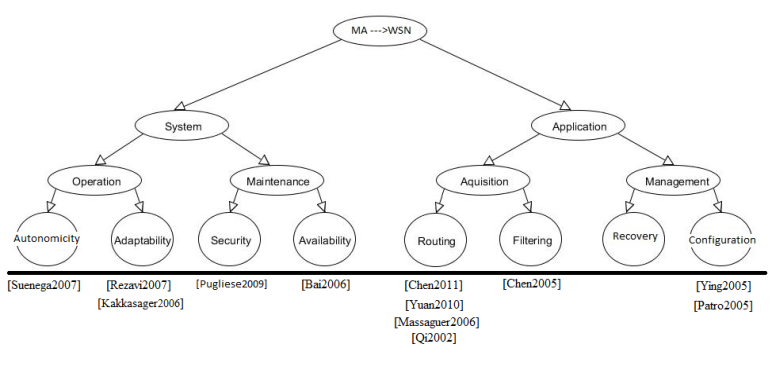 MA --->WSN
System
Application
Operation
Maintenance
Aquisition
Management
Autonomicity
Adaptability
Security
Availability
Routing
Filtering
Recovery
Configuration
[Suenega2007]
[Rezavi2007]
[Pugliese2009]
[Bai2006]
[Chen2011]
[Chen2005]
[Ying2005]
[Kakkasager2006]
[Yuan2010]
[Patro2005]
[Massaguer2006]
[Qi2002]